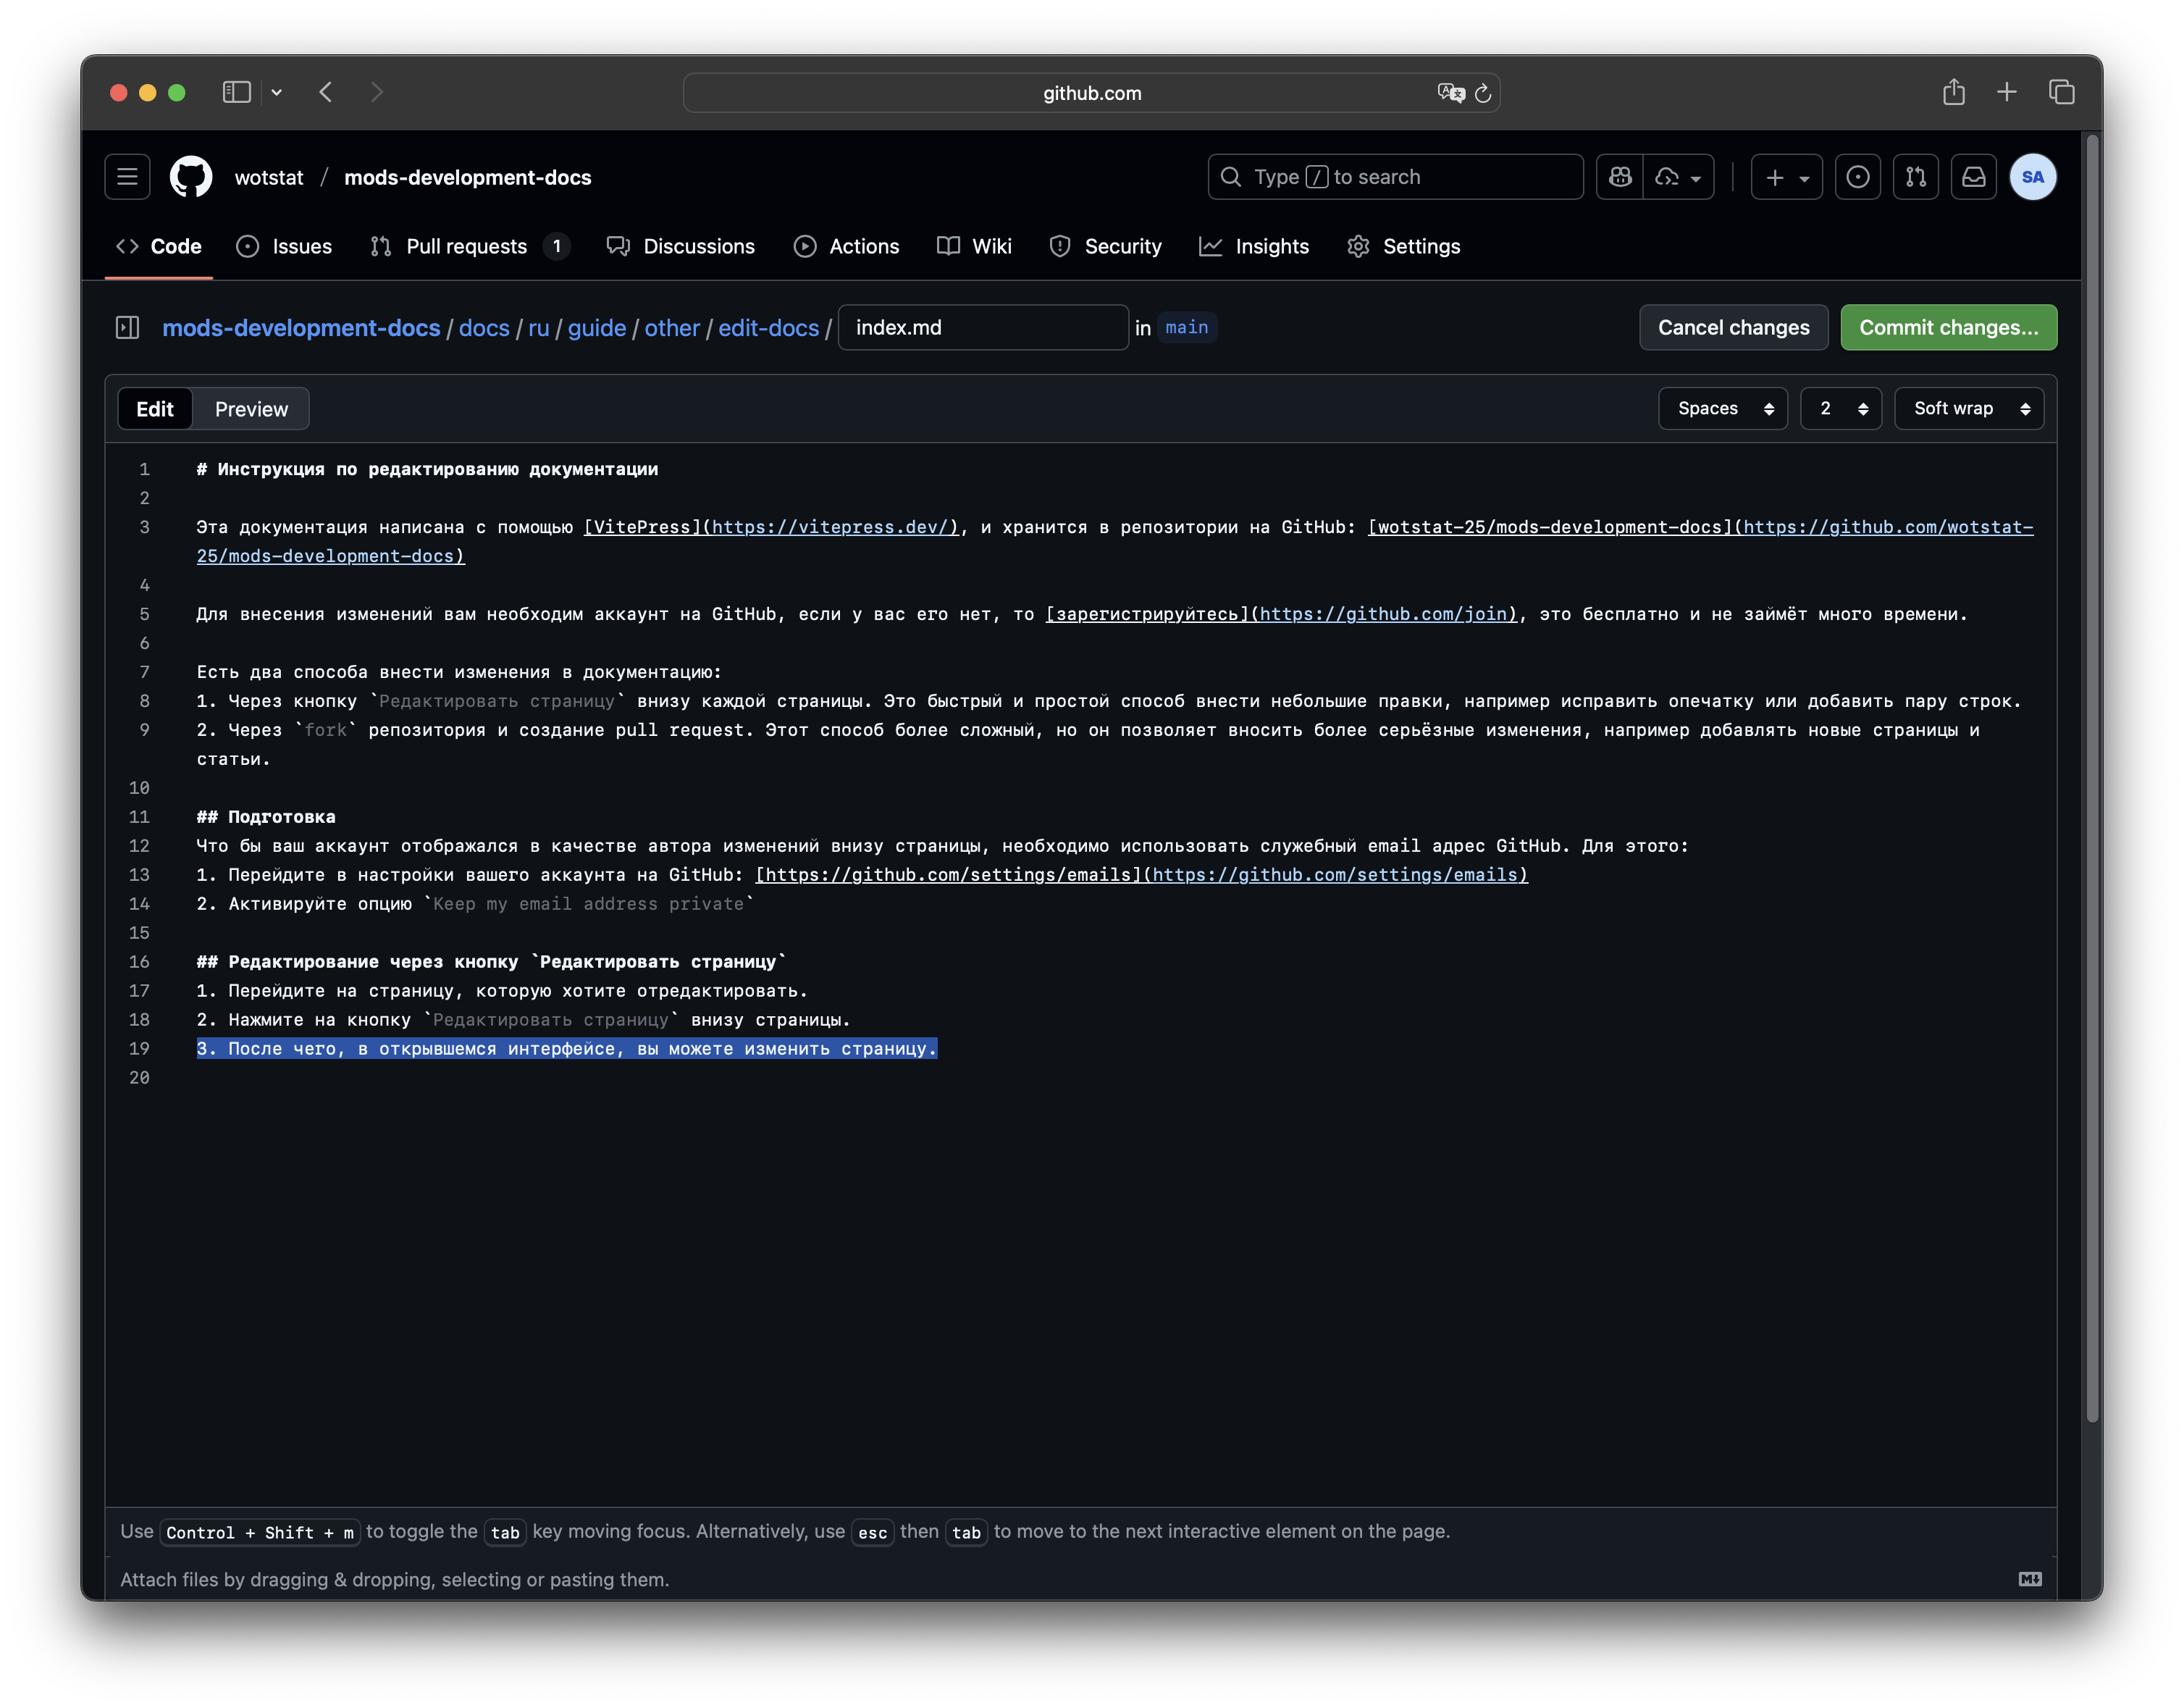 github.com
wotstat / mods-development-docs
Type / to search
SA
Code
Issues
Pull requests 1
Discussions
Actions
Wiki
Security
Insights
Settings
mods-development-docs / docs / ru / guide / other / edit-docs / index.md in main
Cancel changes
Commit changes...
Edit
Preview
Spaces
2
Soft wrap
1 # Инструкция по редактированию документации
2
3 Эта документация написана с помощью [VitePress](https://vitepress.dev/), и хранится в репозитории на GitHub: [wotstat-25/mods-development-docs](https://github.com/wotstat-
25/mods-development-docs)
4
5 Для внесения изменений вам необходим аккаунт на GitHub, если у вас его нет, то [зарегистрируйтесь](https://github.com/join), это бесплатно и не займёт много времени.
6
7 Есть два способа внести изменения в документацию:
8 1. Через кнопку `Редактировать страницу` внизу каждой страницы. Это быстрый и простой способ внести небольшие правки, например исправить опечатку или добавить пару строк.
9 2. Через `fork` репозитория и создание pull request. Этот способ более сложный, но он позволяет вносить более серьёзные изменения, например добавлять новые страницы и
статьи.
10
11 ## Подготовка
12 Что бы ваш аккаунт отображался в качестве автора изменений внизу страницы, необходимо использовать служебный email адрес GitHub. Для этого:
13 1. Перейдите в настройки вашего аккаунта на GitHub: [https://github.com/settings/emails](https://github.com/settings/emails)
14 2. Активируйте опцию `Keep my email address private`
15
16 ## Редактирование через кнопку `Редактировать страницу`
17 1. Перейдите на страницу, которую хотите отредактировать.
18 2. Нажмите на кнопку `Редактировать страницу` внизу страницы.
19 3. После чего, в открывшемся интерфейсе, вы можете изменить страницу.
20
Use Control + Shift + m to toggle the tab key moving focus. Alternatively, use esc then tab to move to the next interactive element on the page.
Attach files by dragging & dropping, selecting or pasting them.